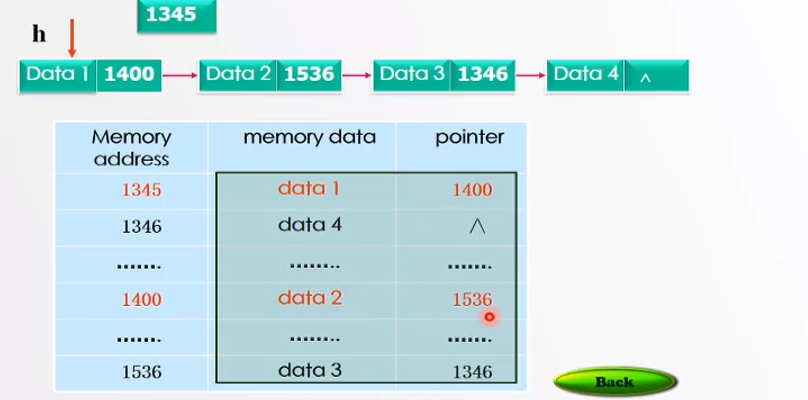 1345
h
Data 1 1400 Data 2 1536 Data 3 1346 Data 4 ^
Memory address memory data pointer
1345 data 1 1400
1346 data 4 ^
....... ........ .......
1400 data 2 1536
....... ........ .......
1536 data 3 1346
Back